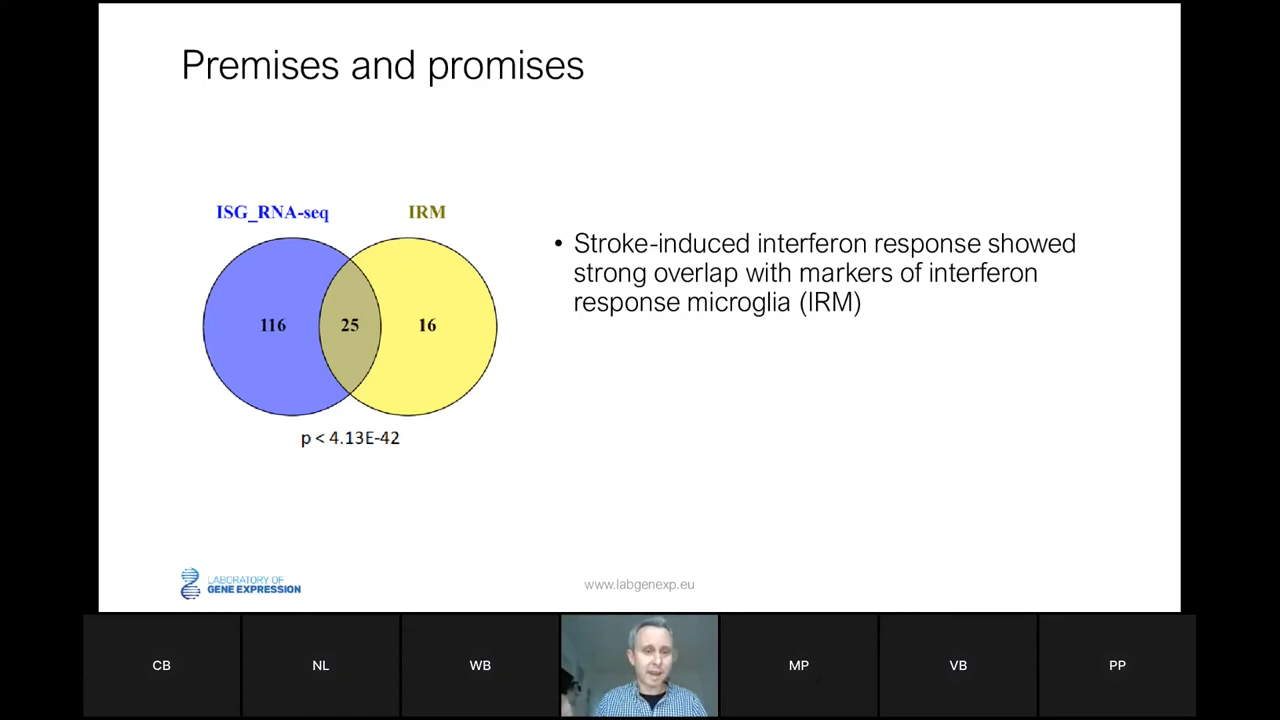 Premises and promises
ISG_RNA-seq
IRM
116
25
16
p < 4.13E-42
• Stroke-induced interferon response showed
strong overlap with markers of interferon
response microglia (IRM)
LABORATORY OF
GENE EXPRESSION
www.labgenexp.eu
CB
NL
WB
MP
VB
PP